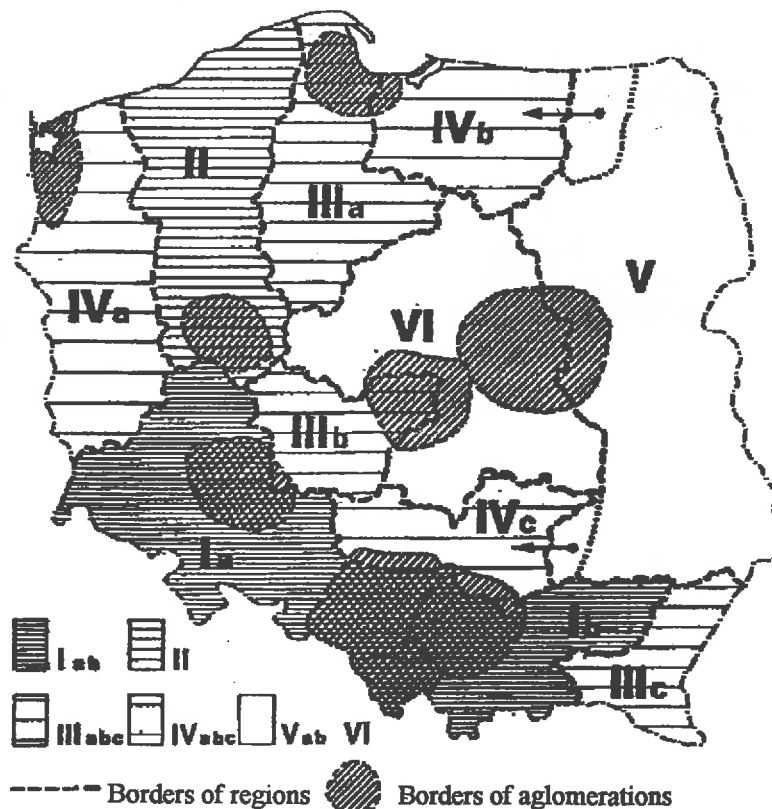 IVb
II
IIIa
V
IVa
VI
IIIb
IVc
Ia
Ib
IIIc
Iab II
IIIabc IVabc Vab VI
Borders of regions Borders of aglomerations